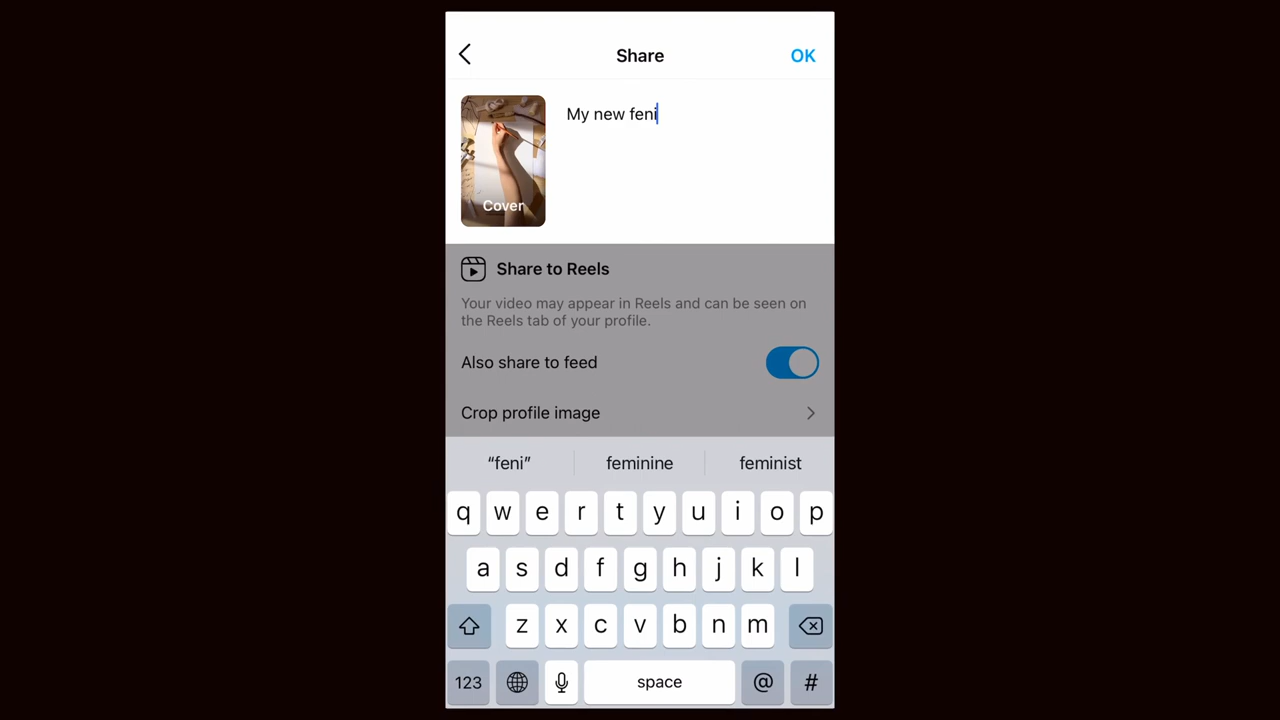 Share
OK
My new feni
Cover
Share to Reels
Your video may appear in Reels and can be seen on
the Reels tab of your profile.
Also share to feed
Crop profile image
“feni” feminine feminist
q w e r t y u i o p
a s d f g h j k l
z x c v b n m
123 space @ #